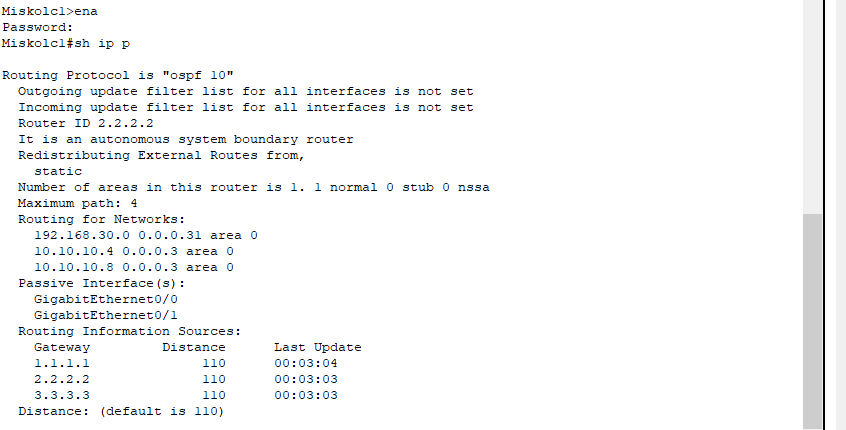 Miskolc1>ena
Password:
Miskolc1#sh ip p
Routing Protocol is "ospf 10"
Outgoing update filter list for all interfaces is not set
Incoming update filter list for all interfaces is not set
Router ID 2.2.2.2
It is an autonomous system boundary router
Redistributing External Routes from,
static
Number of areas in this router is 1. 1 normal 0 stub 0 nssa
Maximum path: 4
Routing for Networks:
192.168.30.0 0.0.0.31 area 0
10.10.10.4 0.0.0.3 area 0
10.10.10.8 0.0.0.3 area 0
Passive Interface(s):
GigabitEthernet0/0
GigabitEthernet0/1
Routing Information Sources:
Gateway Distance Last Update
1.1.1.1 110 00:03:04
2.2.2.2 110 00:03:03
3.3.3.3 110 00:03:03
Distance: (default is 110)